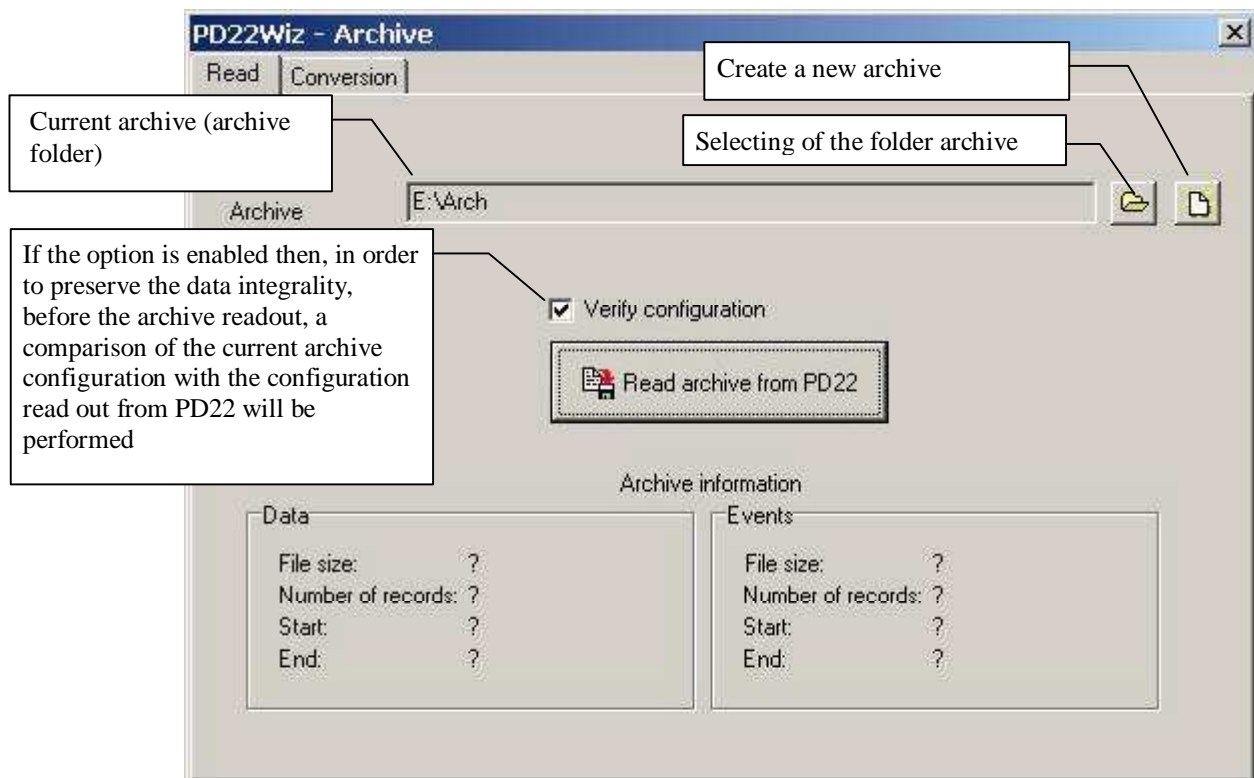 PD22Wiz - Archive
Read
Conversion
Create a new archive
Current archive (archive
folder)
Selecting of the folder archive
Archive
E:\Arch
If the option is enabled then, in order
to preserve the data integrality,
before the archive readout, a
comparison of the current archive
configuration with the configuration
read out from PD22 will be
performed
Verify configuration
Read archive from PD22
Archive information
Data
File size: ?
Number of records: ?
Start: ?
End: ?
Events
File size: ?
Number of records: ?
Start: ?
End: ?